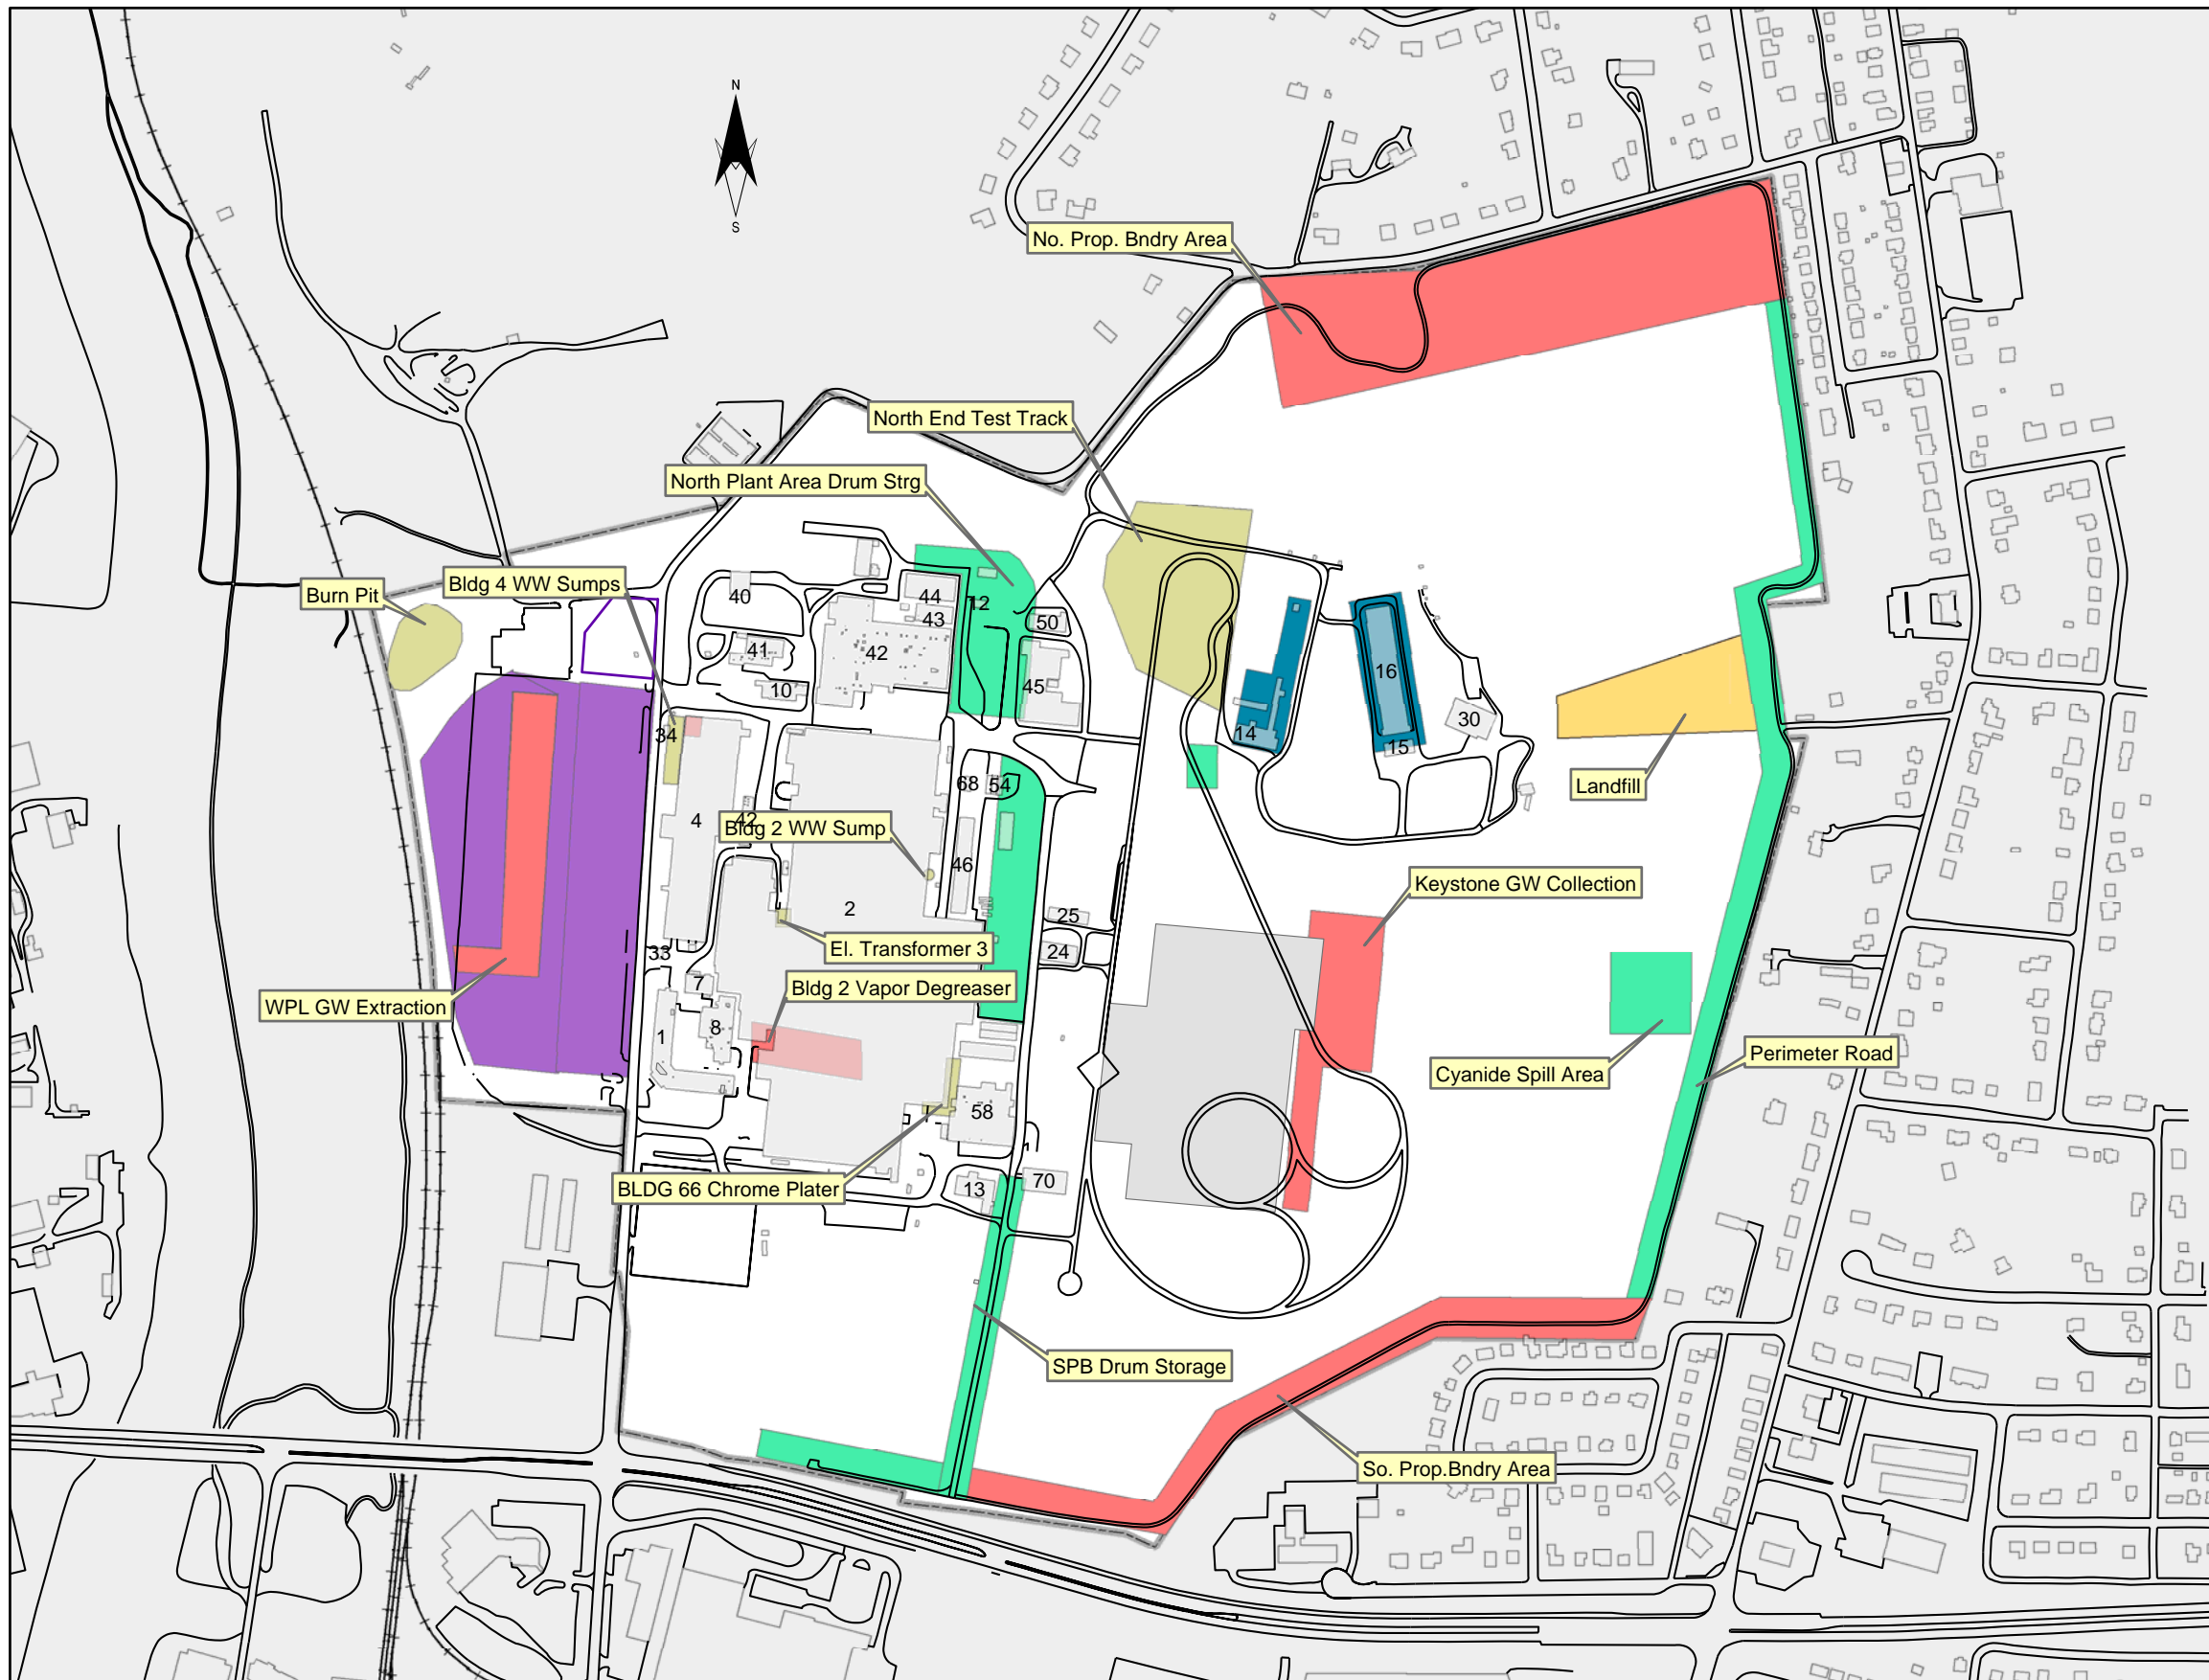 N
S
No. Prop. Bndry Area
North End Test Track
North Plant Area Drum Strg
Bldg 4 WW Sumps
Burn Pit
40
44
12
43
50
41
42
10
45
16
14
15
30
34
Landfill
68
54
4
42
Bldg 2 WW Sump
46
Keystone GW Collection
2
25
El. Transformer 3
24
33
7
Bldg 2 Vapor Degreaser
WPL GW Extraction
1
8
Perimeter Road
Cyanide Spill Area
58
BLDG 66 Chrome Plater
13
70
SPB Drum Storage
So. Prop.Bndry Area